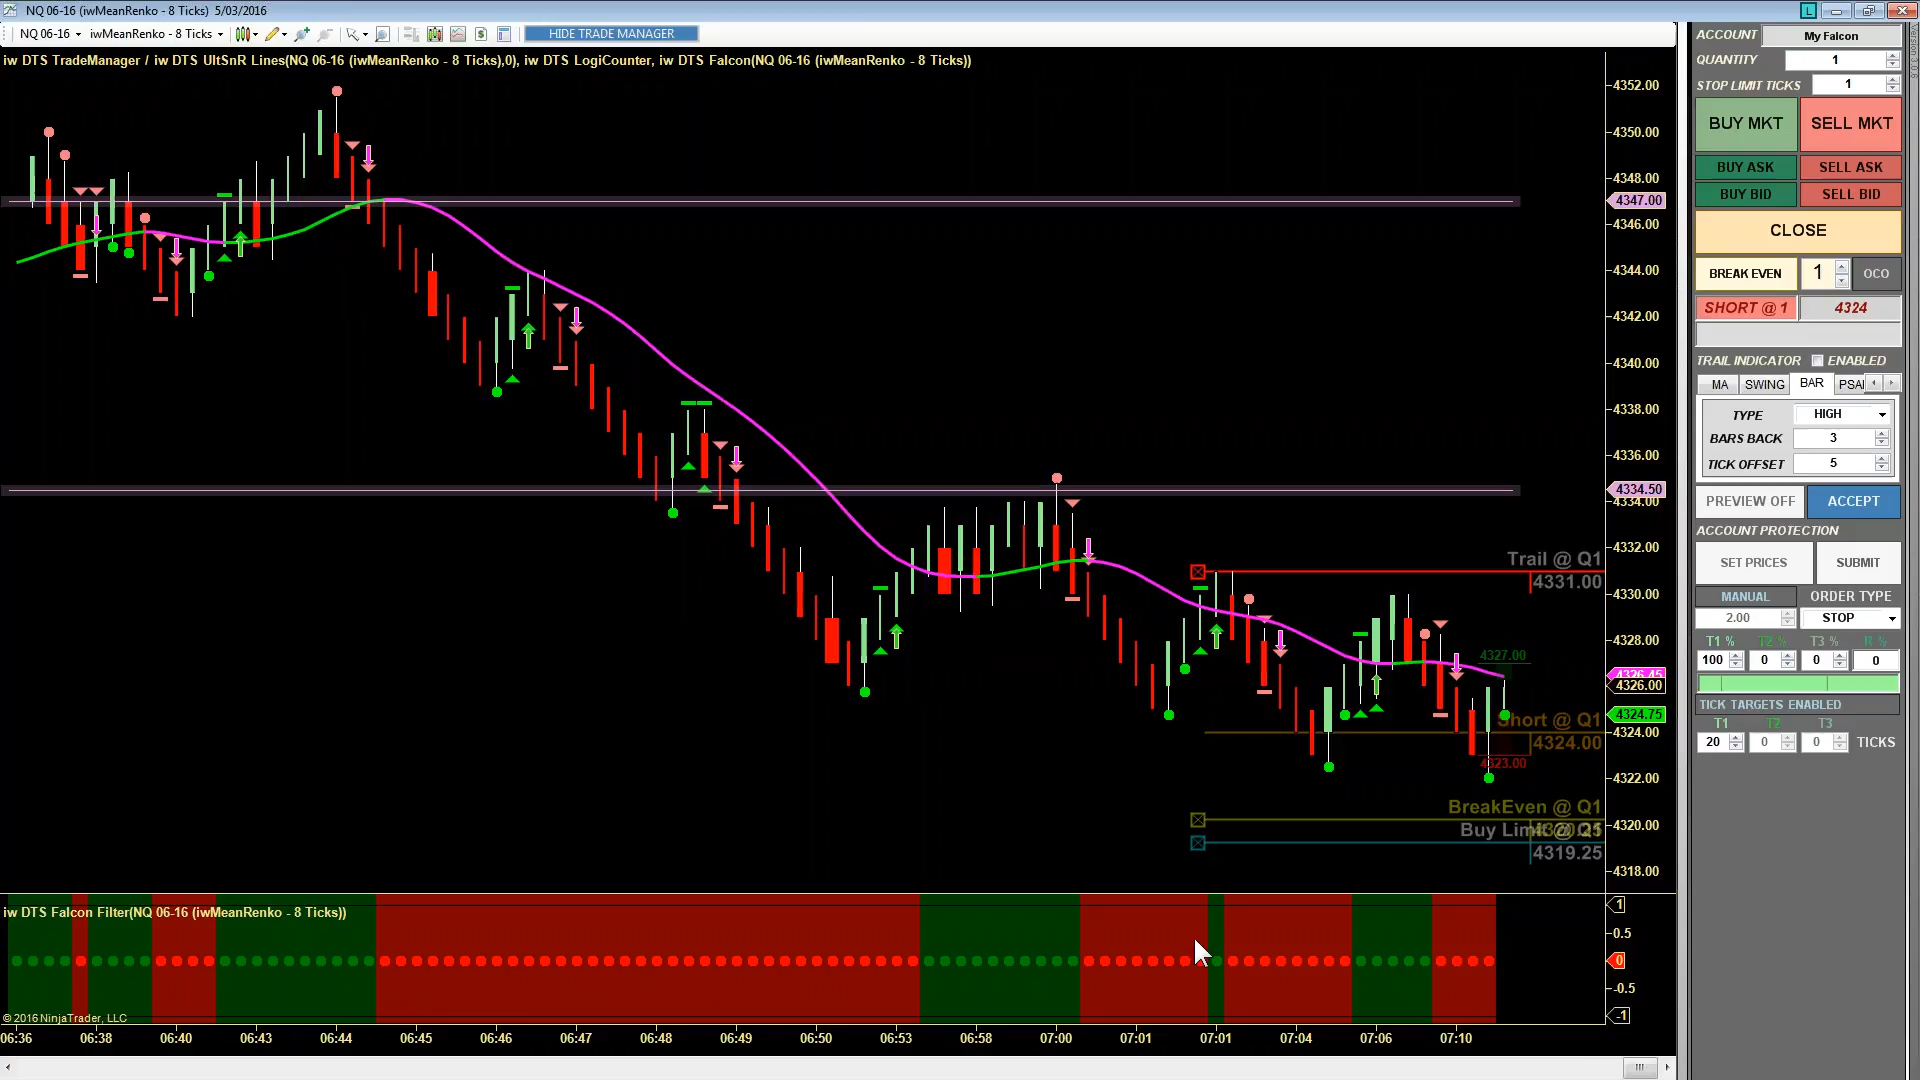 NQ 06-16 (iwMeanRenko - 8 Ticks) 5/03/2016
L
NQ 06-16 iwMeanRenko - 8 Ticks
$
HIDE TRADE MANAGER
iw DTS TradeManager / iw DTS UltSnR Lines(NQ 06-16 (iwMeanRenko - 8 Ticks),0), iw DTS LogiCounter, iw DTS Falcon(NQ 06-16 (iwMeanRenko - 8 Ticks))
4352.00
4350.00
4348.00
4347.00
4346.00
4344.00
4342.00
4340.00
4338.00
4336.00
4334.50
4334.00
4332.00
Trail @ Q1
4331.00
4330.00
4328.00
4327.00
4326.45
4326.00
4324.75
Short @ Q1
4324.00
4324.00
4323.00
4322.00
BreakEven @ Q1
4320.00
Buy Limit @ Q1
4319.25
4318.00
iw DTS Falcon Filter(NQ 06-16 (iwMeanRenko - 8 Ticks))
1
0.5
0
-0.5
-1
© 2016 NinjaTrader, LLC
06:36 06:38 06:40 06:43 06:44 06:45 06:46 06:47 06:48 06:49 06:50 06:53 06:58 07:00 07:01 07:01 07:04 07:06 07:10
ACCOUNT My Falcon
QUANTITY 1
STOP LIMIT TICKS 1
BUY MKT SELL MKT
BUY ASK SELL ASK
BUY BID SELL BID
CLOSE
BREAK EVEN 1 OCO
SHORT @ 1 4324
TRAIL INDICATOR ENABLED
MA SWING BAR PSAI
TYPE HIGH
BARS BACK 3
TICK OFFSET 5
PREVIEW OFF ACCEPT
ACCOUNT PROTECTION
SET PRICES SUBMIT
MANUAL ORDER TYPE
2.00 STOP
T1 % T2 % T3 % R %
100 0 0 0
TICK TARGETS ENABLED
T1 T2 T3
20 0 0 TICKS